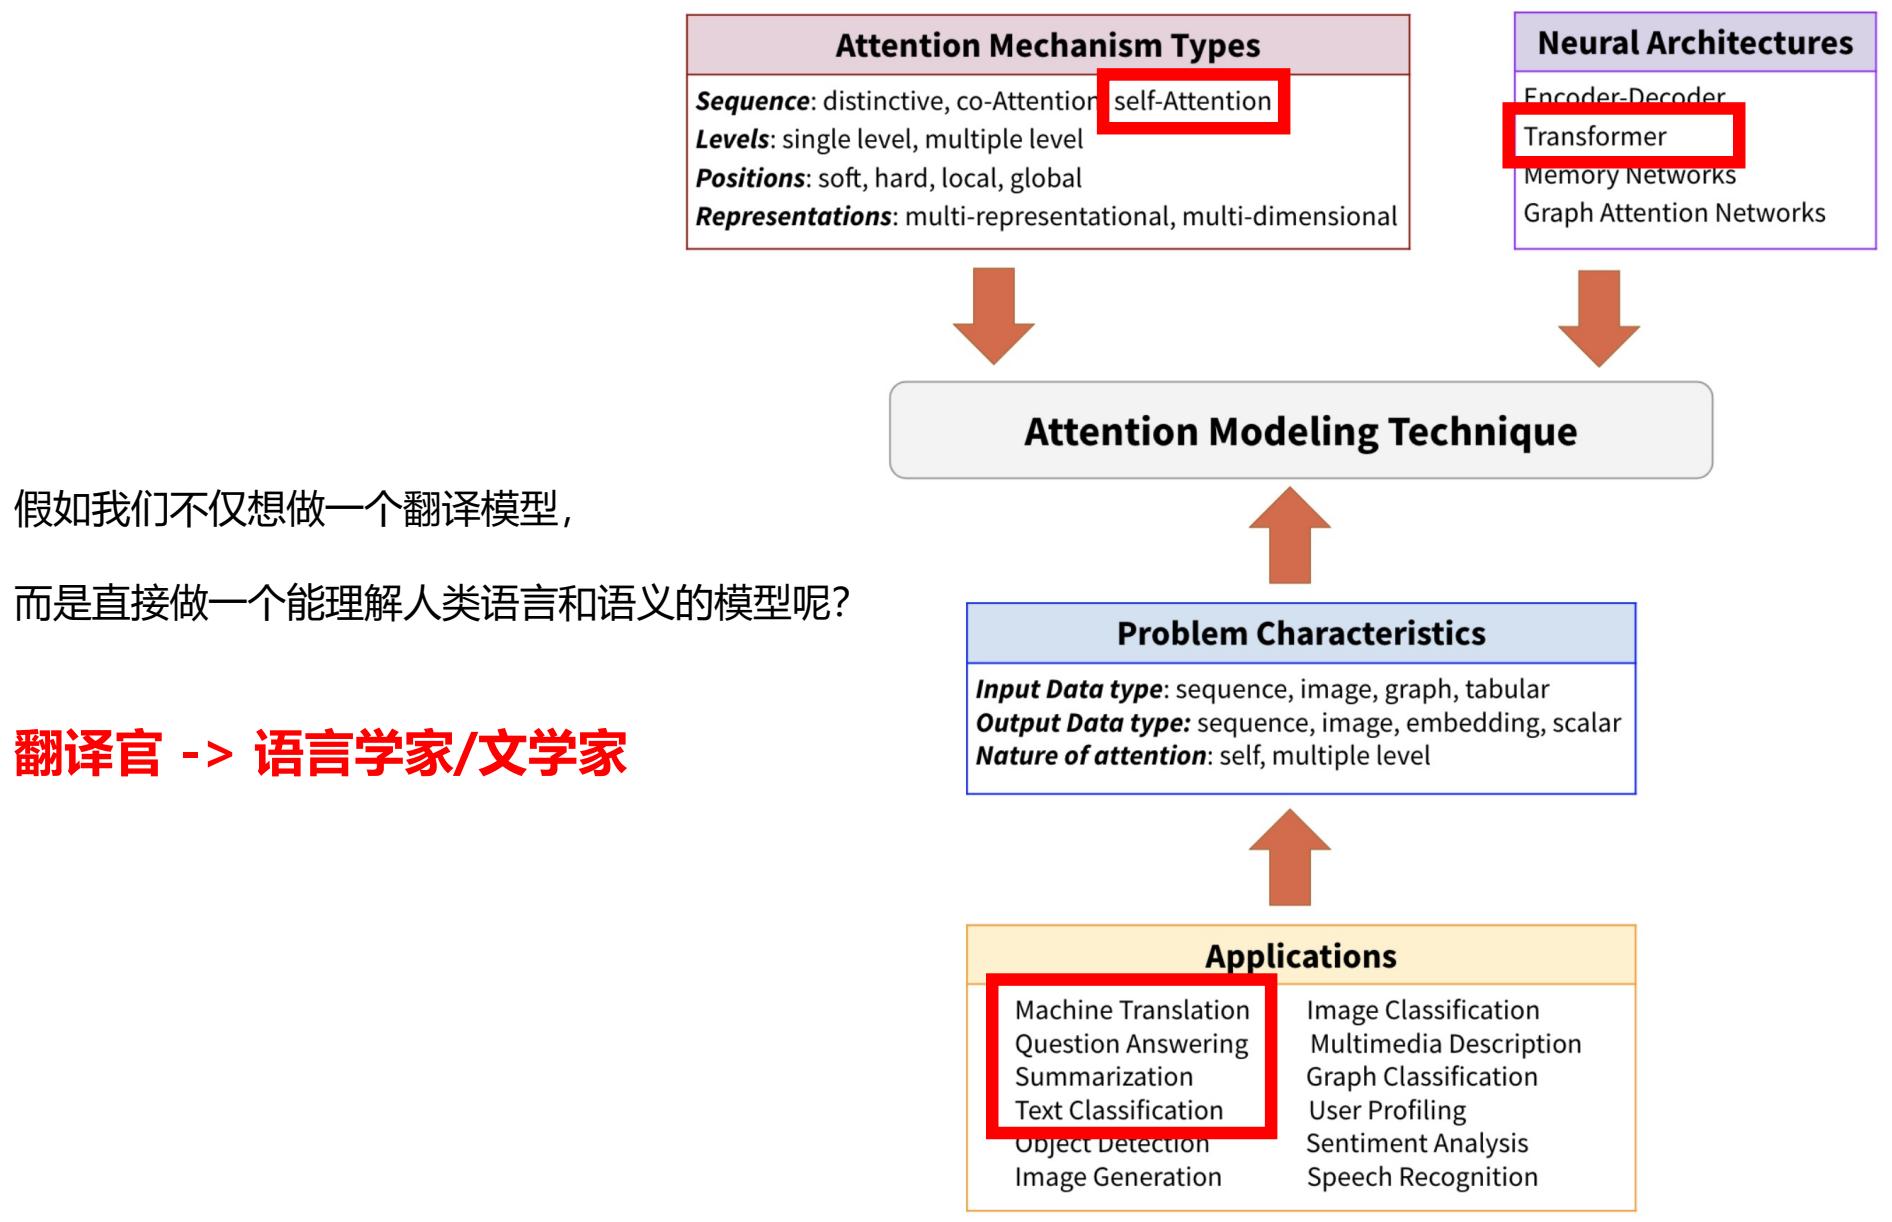 Attention Mechanism Types
Sequence: distinctive, co-Attention self-Attention
Levels: single level, multiple level
Positions: soft, hard, local, global
Representations: multi-representational, multi-dimensional
Neural Architectures
Encoder-Decoder
Transformer
Memory Networks
Graph Attention Networks
Attention Modeling Technique
假如我们不仅想做一个翻译模型，
而是直接做一个能理解人类语言和语义的模型呢？
翻译官 -> 语言学家/文学家
Problem Characteristics
Input Data type: sequence, image, graph, tabular
Output Data type: sequence, image, embedding, scalar
Nature of attention: self, multiple level
Applications
Machine Translation
Question Answering
Summarization
Text Classification
Object Detection
Image Generation
Image Classification
Multimedia Description
Graph Classification
User Profiling
Sentiment Analysis
Speech Recognition